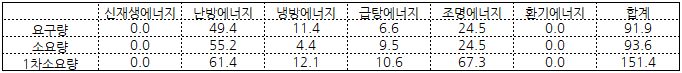 신재생에너지 난방에너지 냉방에너지 급탕에너지 조명에너지 환기에너지 합계
요구량 0.0 49.4 11.4 6.6 24.5 0.0 91.9
소요량 0.0 55.2 4.4 9.5 24.5 0.0 93.6
1차소요량 0.0 61.4 12.1 10.6 67.3 0.0 151.4